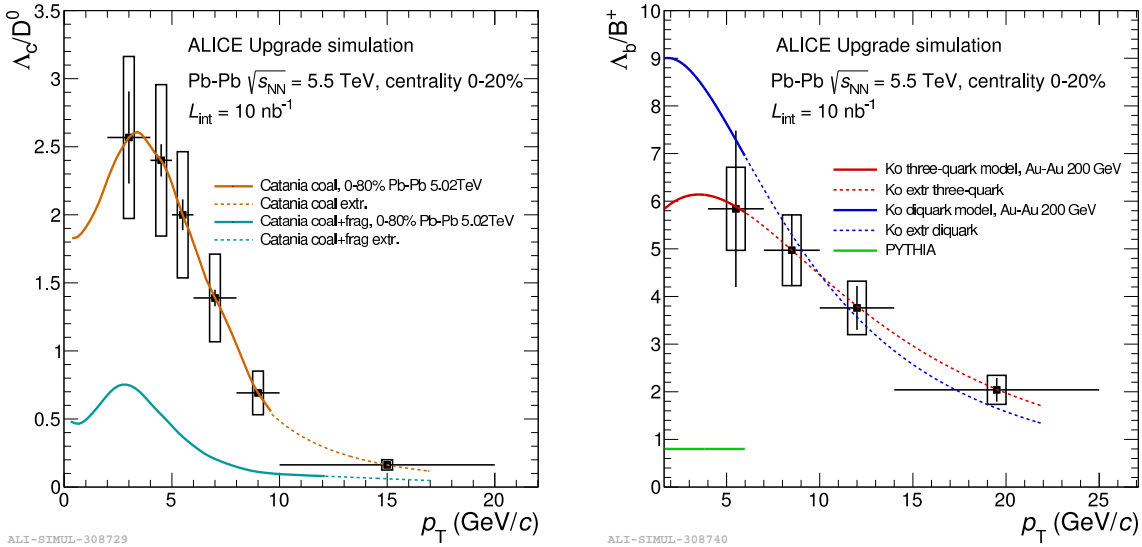 Λc/D⁰
3.5
3
2.5
2
1.5
1
0.5
0
0
5
10
15
20
pT (GeV/c)
ALICE Upgrade simulation
Pb-Pb √sNN = 5.5 TeV, centrality 0-20%
Lint = 10 nb⁻¹
Catania coal, 0-80% Pb-Pb 5.02TeV
Catania coal extr.
Catania coal+frag, 0-80% Pb-Pb 5.02TeV
Catania coal+frag extr.
ALI-SIMUL-308729
Λb/B⁺
10
9
8
7
6
5
4
3
2
1
0
5
10
15
20
25
pT (GeV/c)
ALICE Upgrade simulation
Pb-Pb √sNN = 5.5 TeV, centrality 0-20%
Lint = 10 nb⁻¹
Ko three-quark model, Au-Au 200 GeV
Ko extr three-quark
Ko diquark model, Au-Au 200 GeV
Ko extr diquark
PYTHIA
ALI-SIMUL-308740